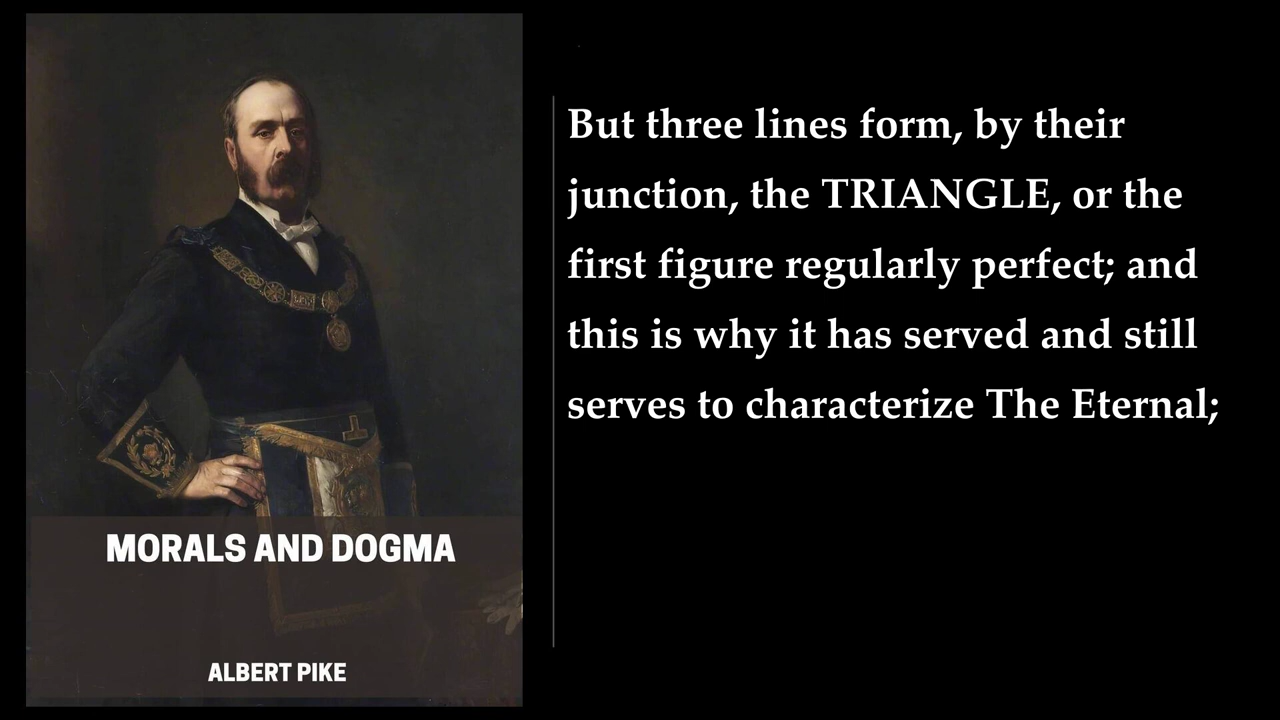 But three lines form, by their
junction, the TRIANGLE, or the
first figure regularly perfect; and
this is why it has served and still
serves to characterize The Eternal;
MORALS AND DOGMA
ALBERT PIKE